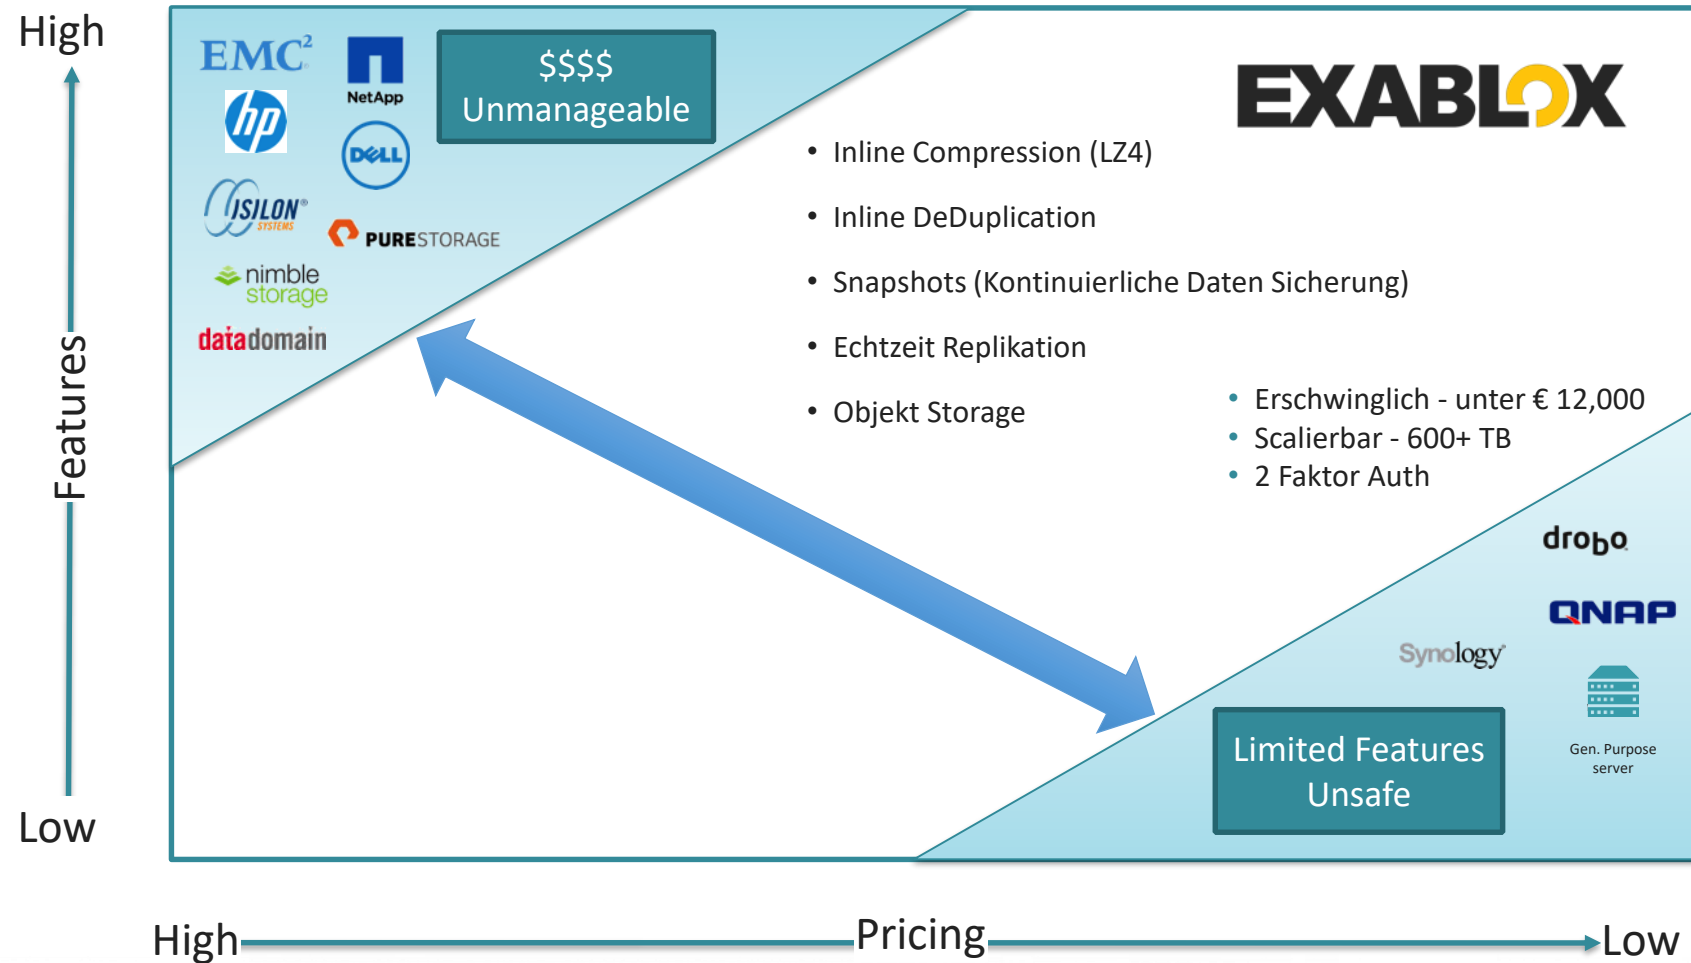 High
EMC²
NetApp
$$$$
Unmanageable
hp
DELL
ISILON®
SYSTEMS
PURESTORAGE
nimble
storage
datadomain
EXABLOX
• Inline Compression (LZ4)
• Inline DeDuplication
• Snapshots (Kontinuierliche Daten Sicherung)
• Echtzeit Replikation
• Objekt Storage
• Erschwinglich - unter € 12,000
• Scalierbar - 600+ TB
• 2 Faktor Auth
Features
drobo
QNAP
Synology
Gen. Purpose
server
Limited Features
Unsafe
Low
High
Pricing
Low